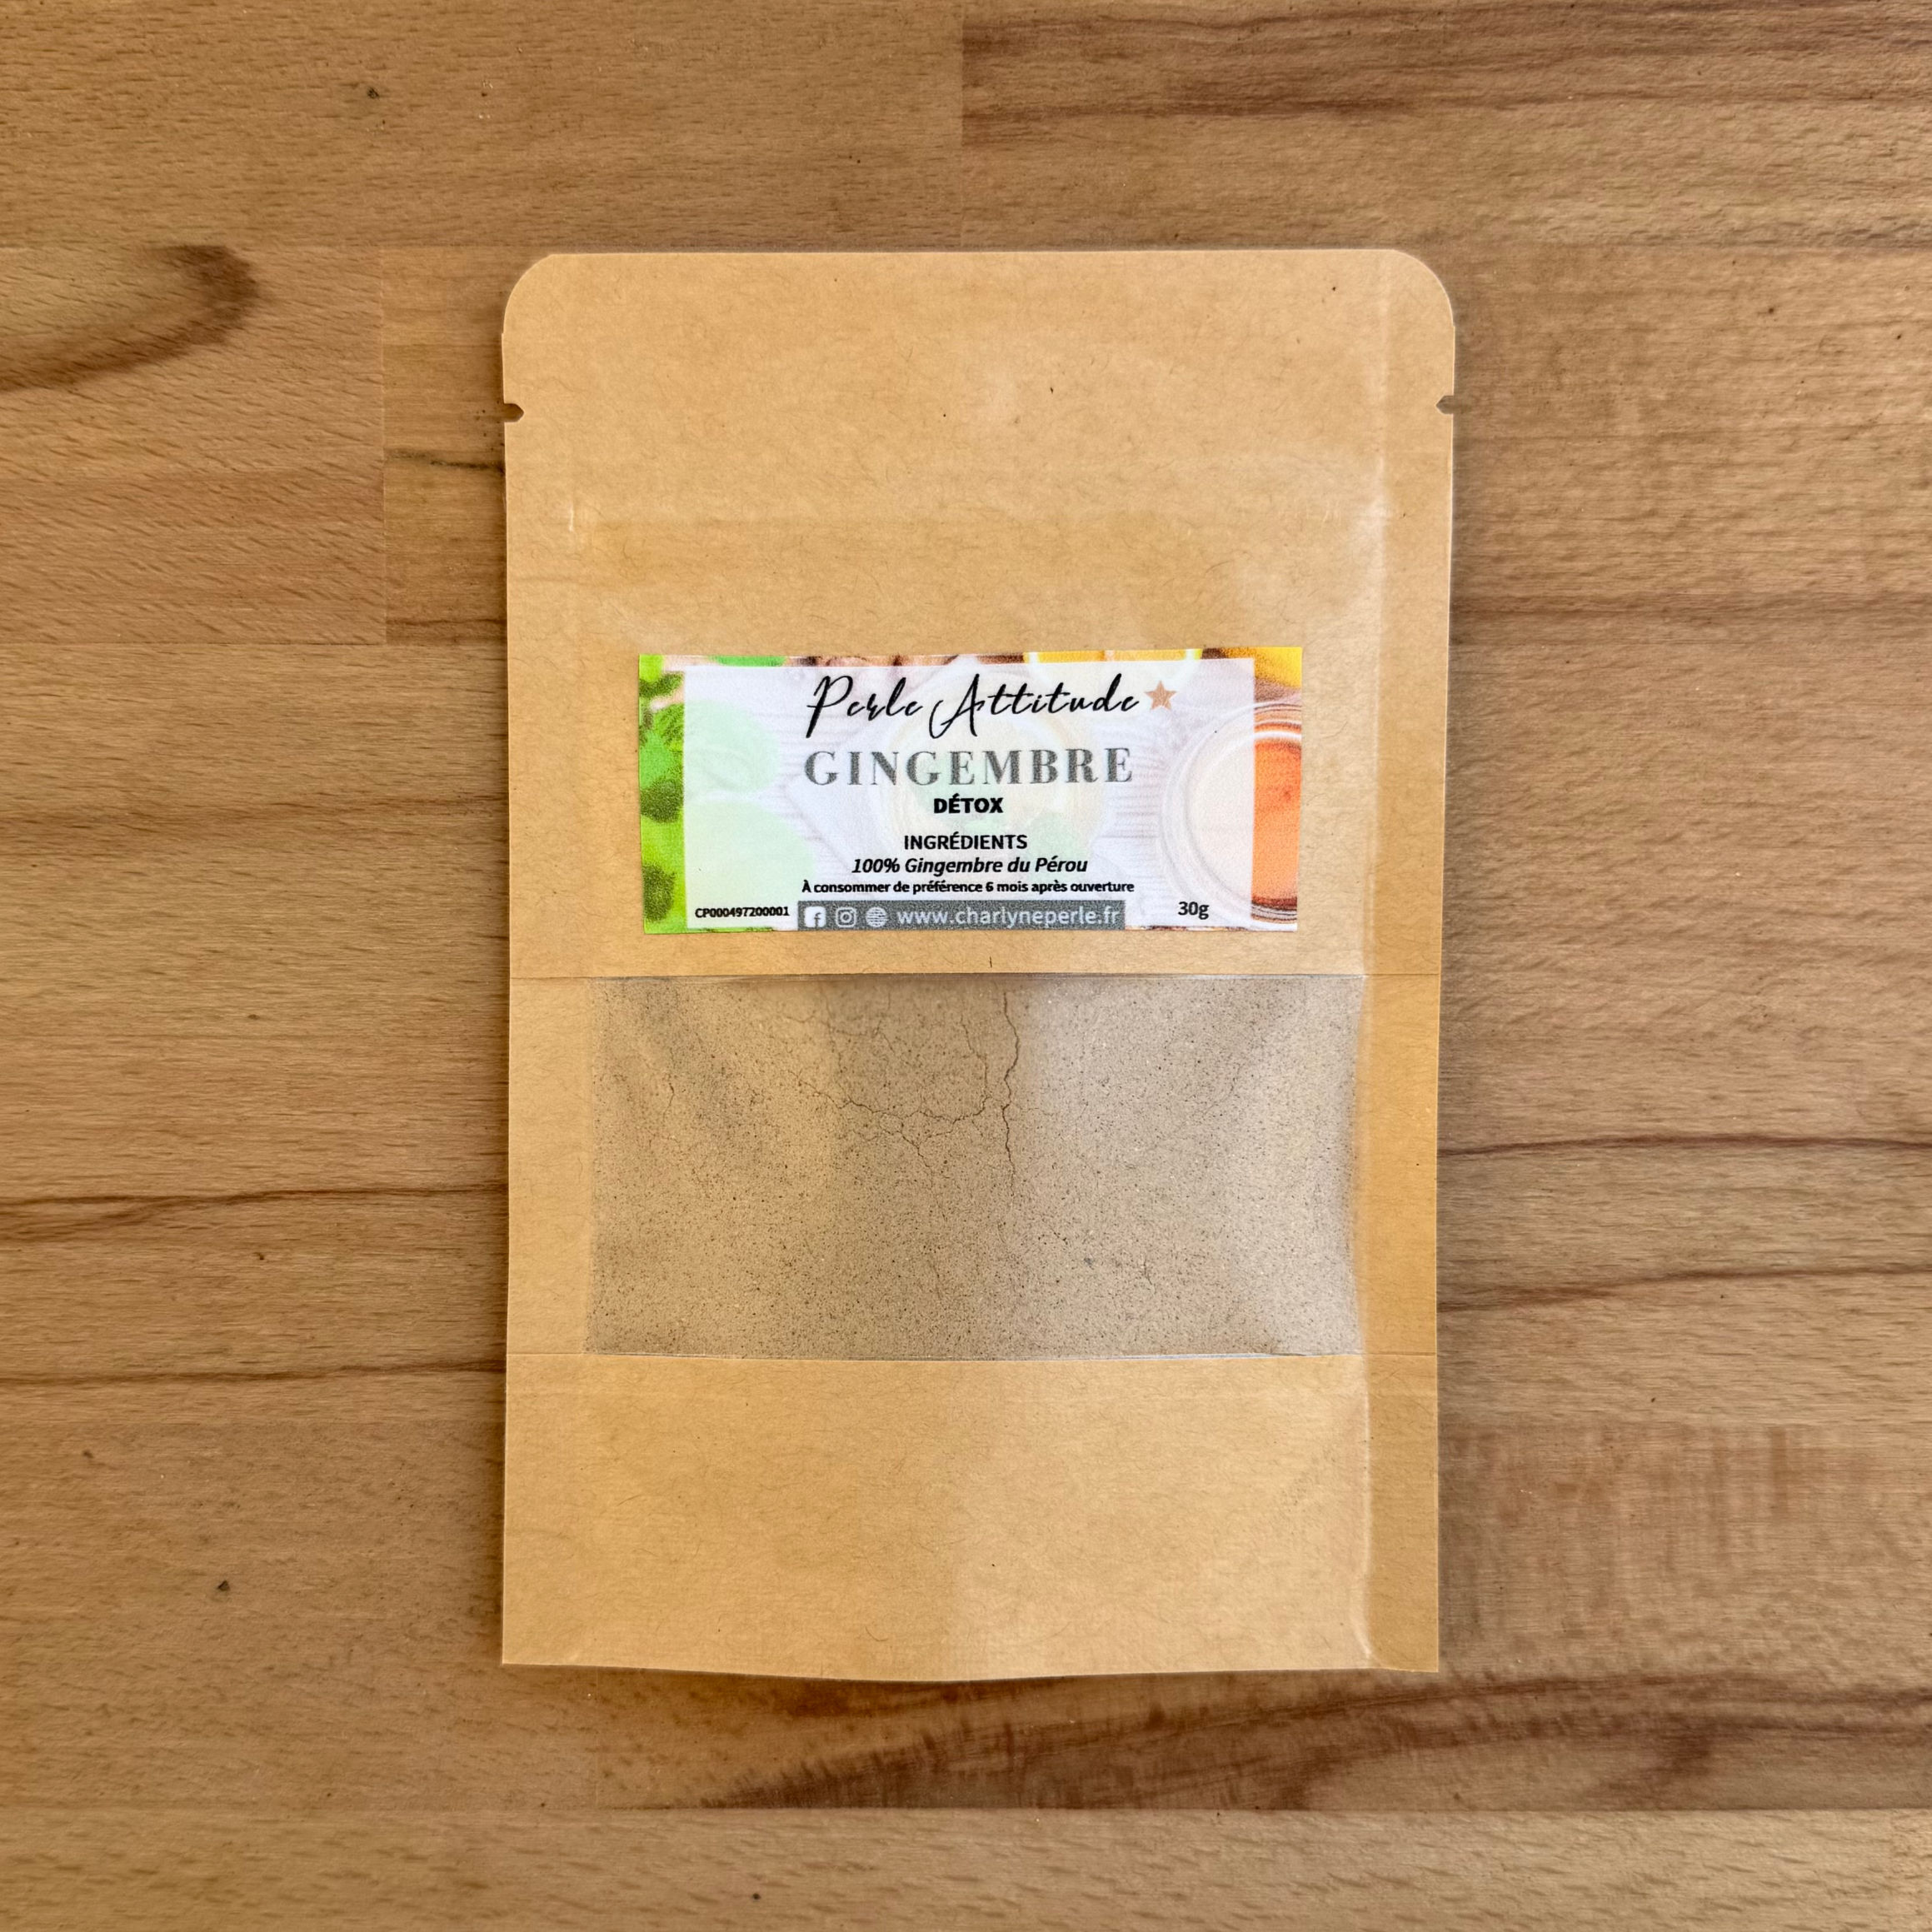 Perle Attitude
GINGEMBRE
DÉTOX
INGRÉDIENTS
100% Gingembre du Pérou
À consommer de préférence 6 mois après ouverture
CP000497200001 www.charlyneperle.fr 30g